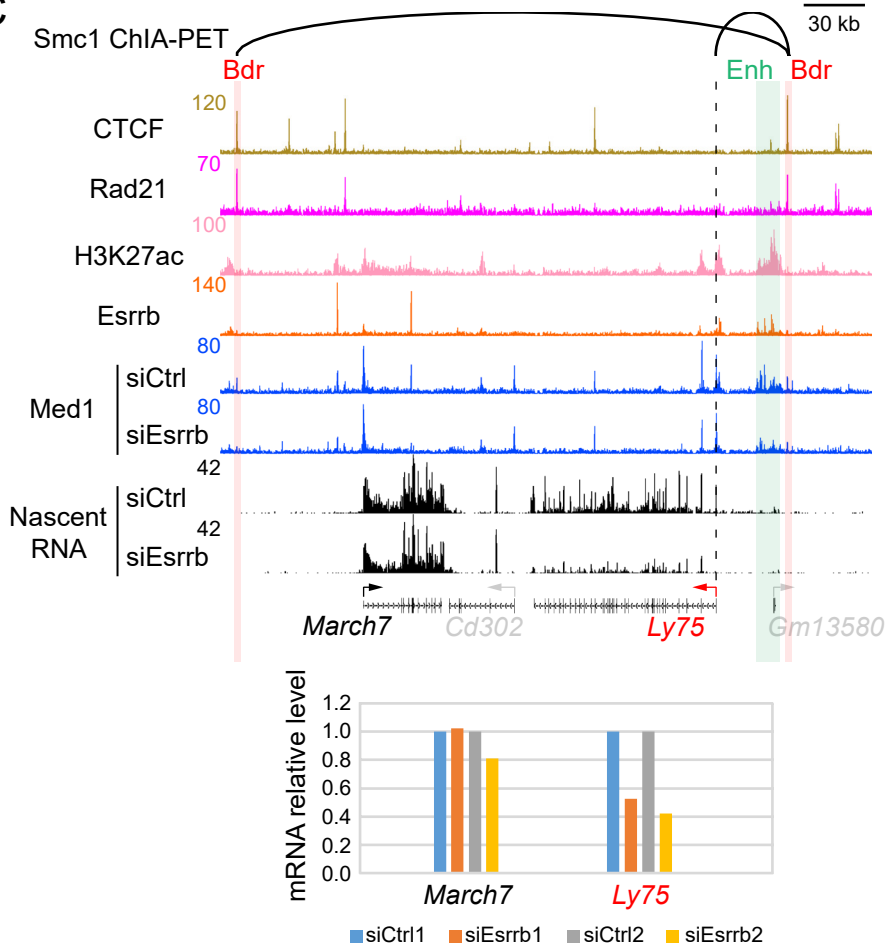 30 kb
Smc1 ChIA-PET
Bdr Enh Bdr
120
CTCF
70
Rad21
100
H3K27ac
140
Esrrb
80
siCtrl
Med1
80
siEsrrb
42
siCtrl
Nascent
RNA
42
siEsrrb
March7 Cd302 Ly75 Gm13580
mRNA relative level
1.2
1.0
0.8
0.6
0.4
0.2
0.0
March7 Ly75
siCtrl1 siEsrrb1 siCtrl2 siEsrrb2